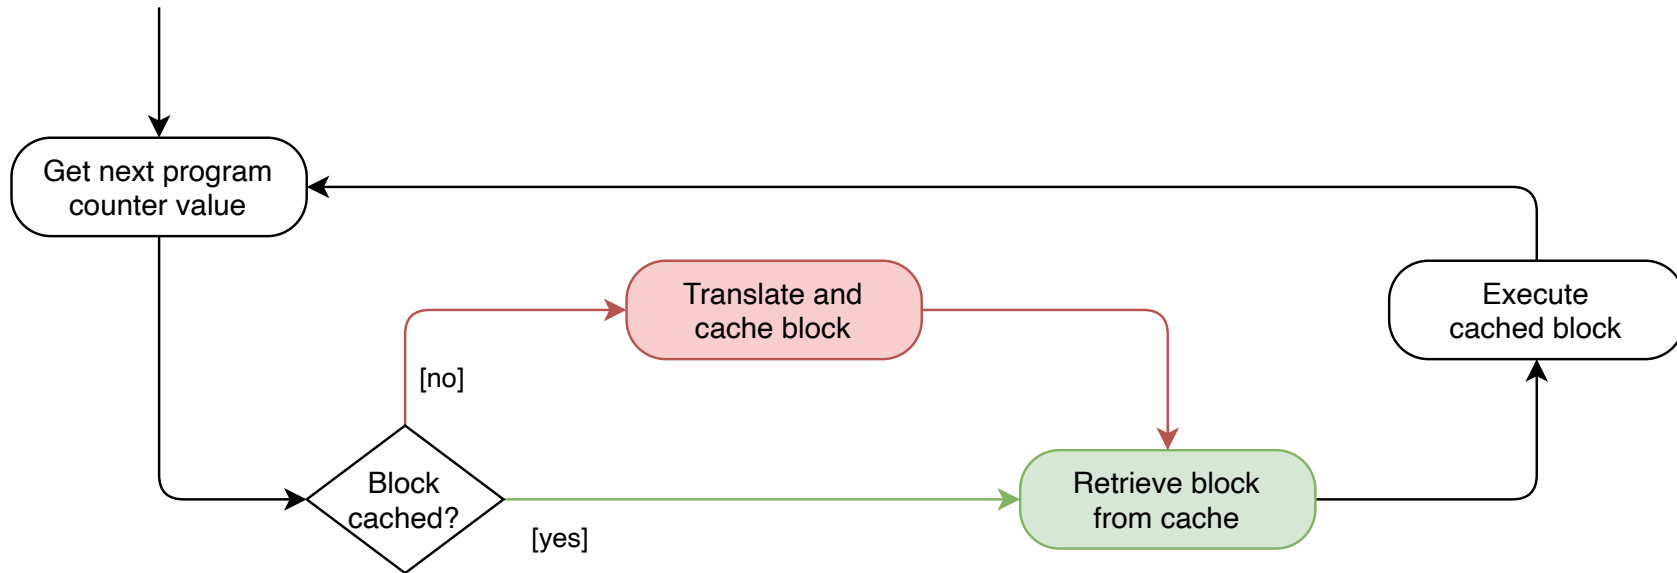 Get next program
counter value
Translate and
cache block
Execute
cached block
[no]
Block
cached?
[yes]
Retrieve block
from cache